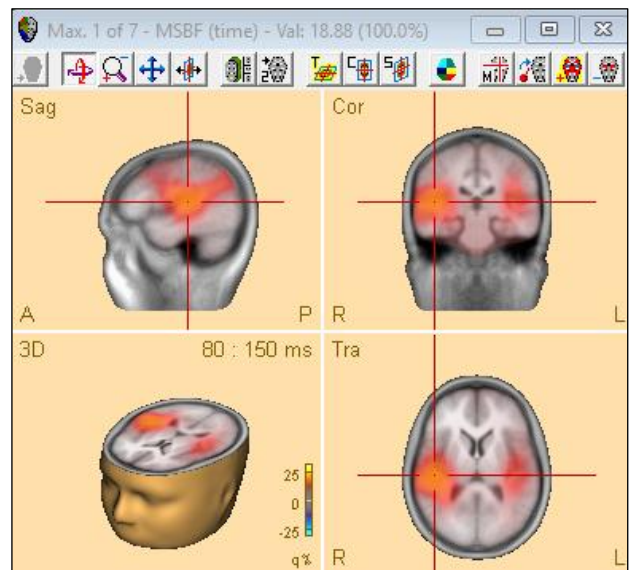 Max. 1 of 7 - MSBF (time) - Val: 18.88 (100.0%)
Sag
Cor
A
P
R
L
3D
80 : 150 ms
Tra
25
0
-25
q%
R
L